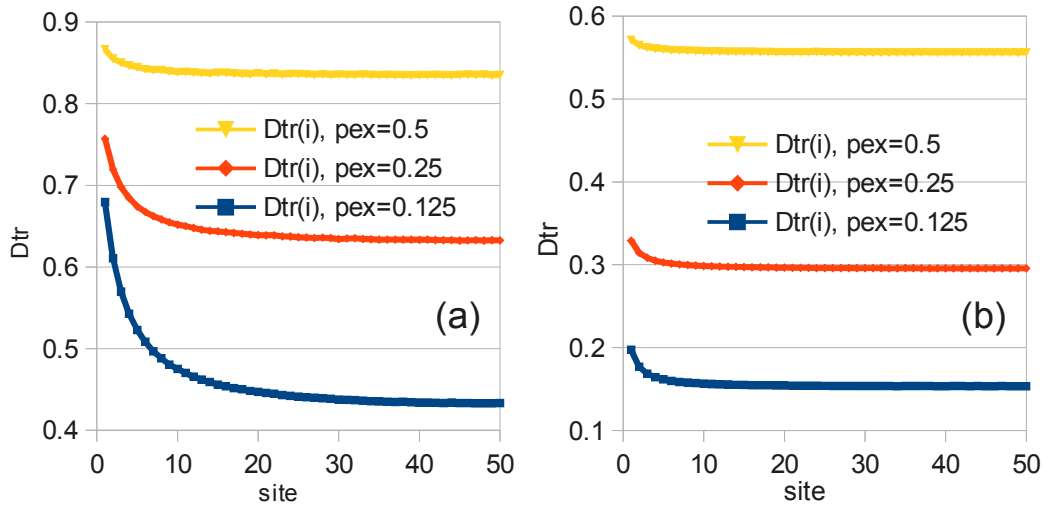 0.9
0.8
0.7
0.6
0.5
0.4
Dtr
Dtr(i), pex=0.5
Dtr(i), pex=0.25
Dtr(i), pex=0.125
(a)
0 10 20 30 40 50
site
0.6
0.5
0.4
0.3
0.2
0.1
Dtr
Dtr(i), pex=0.5
Dtr(i), pex=0.25
Dtr(i), pex=0.125
(b)
0 10 20 30 40 50
site